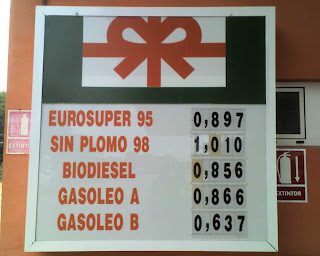 EUROSUPER 95 0,897
SIN PLOMO 98 1,010
BIODIESEL 0,856
GASOLEO A 0,866
GASOLEO B 0,637
EXTINTOR
EXTINTOR